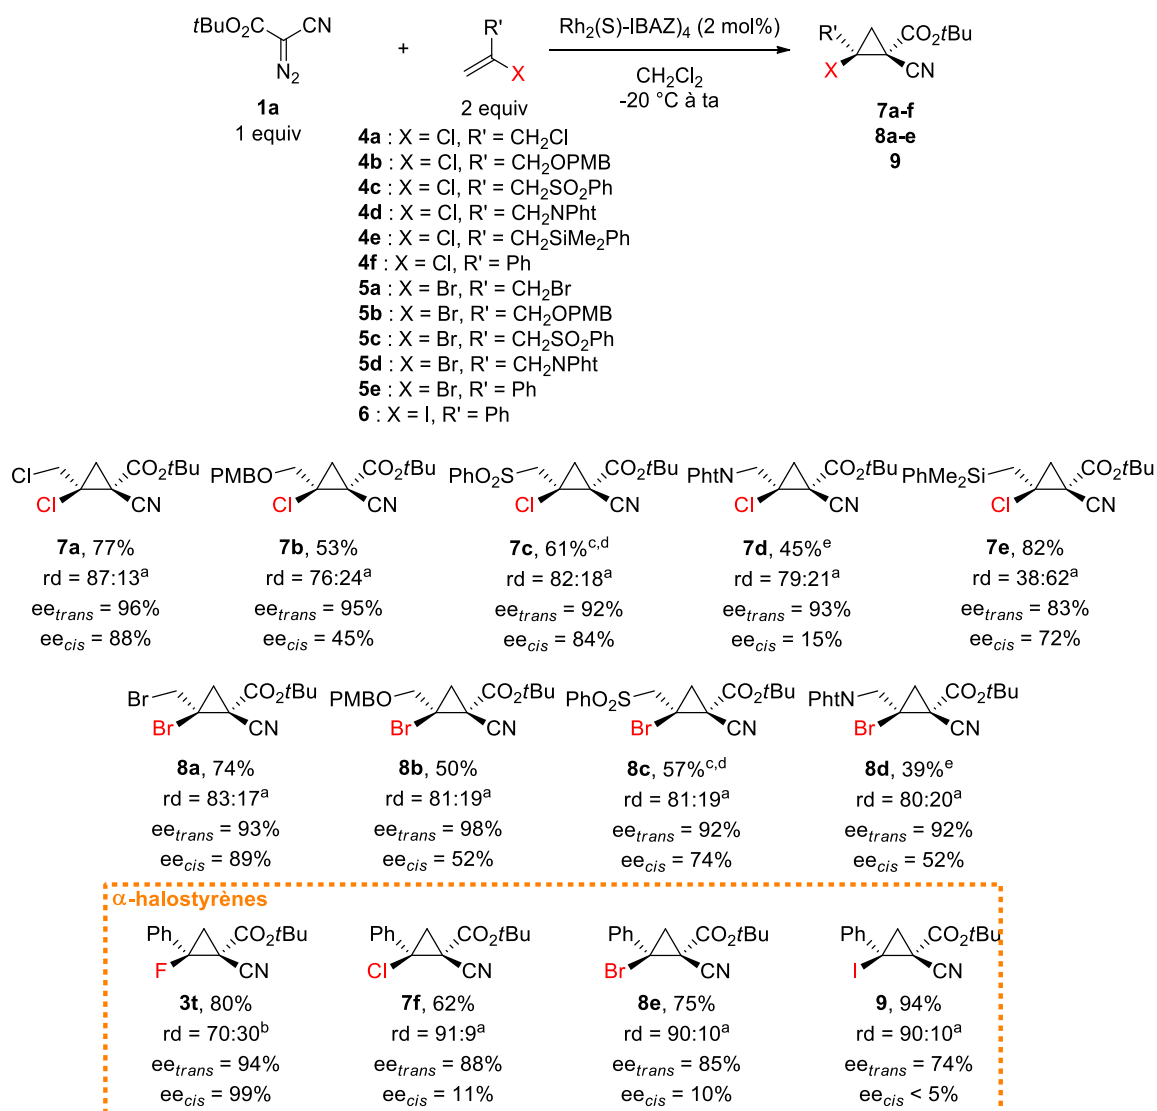 tBuO2C CN
N2
1a
1 equiv
+
R'
X
2 equiv
Rh2(S)-IBAZ)4 (2 mol%)
CH2Cl2
-20 °C à ta
R' CO2tBu
X CN
7a-f
8a-e
9
4a : X = Cl, R' = CH2Cl
4b : X = Cl, R' = CH2OPMB
4c : X = Cl, R' = CH2SO2Ph
4d : X = Cl, R' = CH2NPht
4e : X = Cl, R' = CH2SiMe2Ph
4f : X = Cl, R' = Ph
5a : X = Br, R' = CH2Br
5b : X = Br, R' = CH2OPMB
5c : X = Br, R' = CH2SO2Ph
5d : X = Br, R' = CH2NPht
5e : X = Br, R' = Ph
6 : X = I, R' = Ph
Cl CO2tBu
Cl CN
7a, 77%
rd = 87:13a
eetrans = 96%
eecis = 88%
PMBO CO2tBu
Cl CN
7b, 53%
rd = 76:24a
eetrans = 95%
eecis = 45%
PhO2S CO2tBu
Cl CN
7c, 61%c,d
rd = 82:18a
eetrans = 92%
eecis = 84%
PhtN CO2tBu
Cl CN
7d, 45%e
rd = 79:21a
eetrans = 93%
eecis = 15%
PhMe2Si CO2tBu
Cl CN
7e, 82%
rd = 38:62a
eetrans = 83%
eecis = 72%
Br CO2tBu
Br CN
8a, 74%
rd = 83:17a
eetrans = 93%
eecis = 89%
PMBO CO2tBu
Br CN
8b, 50%
rd = 81:19a
eetrans = 98%
eecis = 52%
PhO2S CO2tBu
Br CN
8c, 57%c,d
rd = 81:19a
eetrans = 92%
eecis = 74%
PhtN CO2tBu
Br CN
8d, 39%e
rd = 80:20a
eetrans = 92%
eecis = 52%
α-halostyrènes
Ph CO2tBu
F CN
3t, 80%
rd = 70:30b
eetrans = 94%
eecis = 99%
Ph CO2tBu
Cl CN
7f, 62%
rd = 91:9a
eetrans = 88%
eecis = 11%
Ph CO2tBu
Br CN
8e, 75%
rd = 90:10a
eetrans = 85%
eecis = 10%
Ph CO2tBu
I CN
9, 94%
rd = 90:10a
eetrans = 74%
eecis < 5%